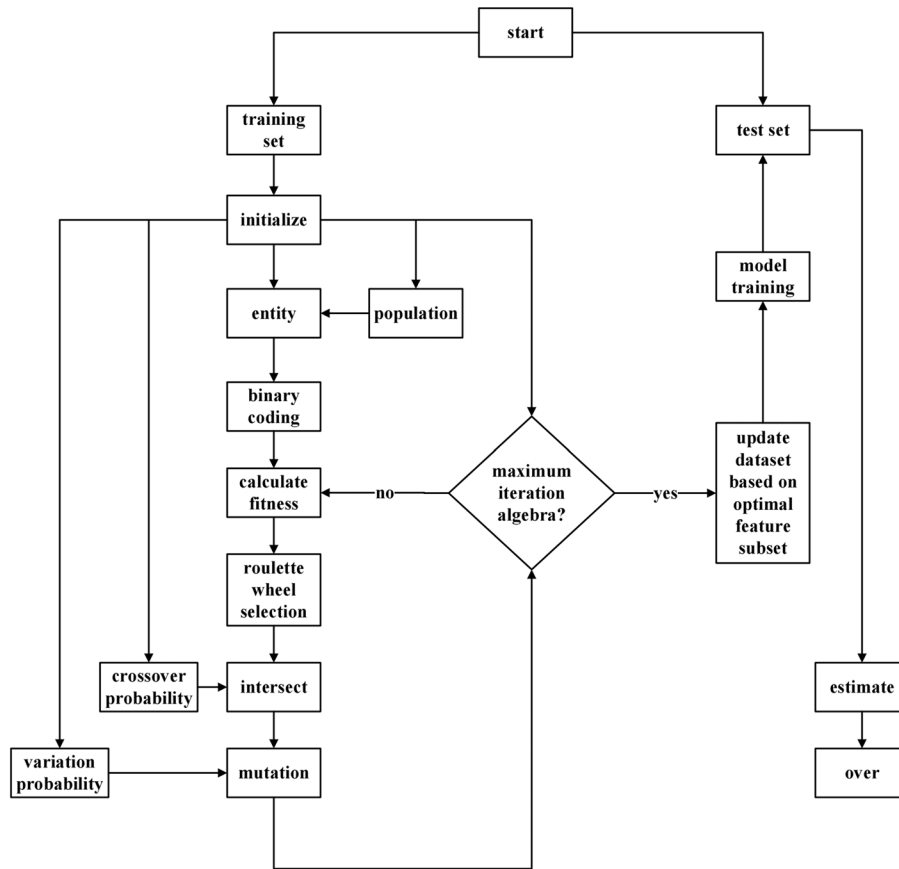 start
training
set
test set
initialize
model
training
entity
population
binary
coding
maximum
iteration
algebra?
update
dataset
based on
optimal
feature
subset
calculate
fitness
no
yes
roulette
wheel
selection
crossover
probability
intersect
estimate
variation
probability
mutation
over